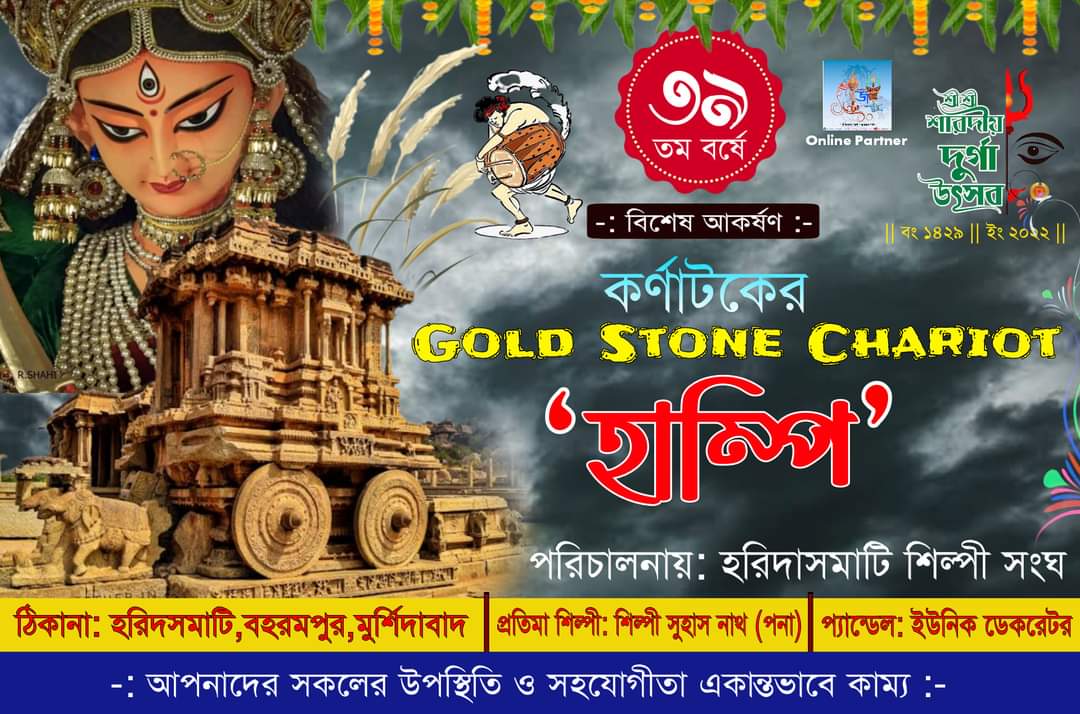 ৩৯
তম বর্ষে
Online Partner
শ্রী শ্রী
শারদীয়
দুর্গা
উৎসব
|| বং ১৪২৯ || ইং ২০২২ ||
-: বিশেষ আকর্ষণ :-
কর্ণাটকের
GOLD STONE CHARIOT
‘হাম্পি’
R.SHAHI
পরিচালনায়: হরিদাসমাটি শিল্পী সংঘ
ঠিকানা: হরিদসমাটি,বহরমপুর,মুর্শিদাবাদ
প্রতিমা শিল্পী: শিল্পী সুহাস নাথ (পনা)
প্যান্ডেল: ইউনিক ডেকরেটর
-: আপনাদের সকলের উপস্থিতি ও সহযোগীতা একান্তভাবে কাম্য :-